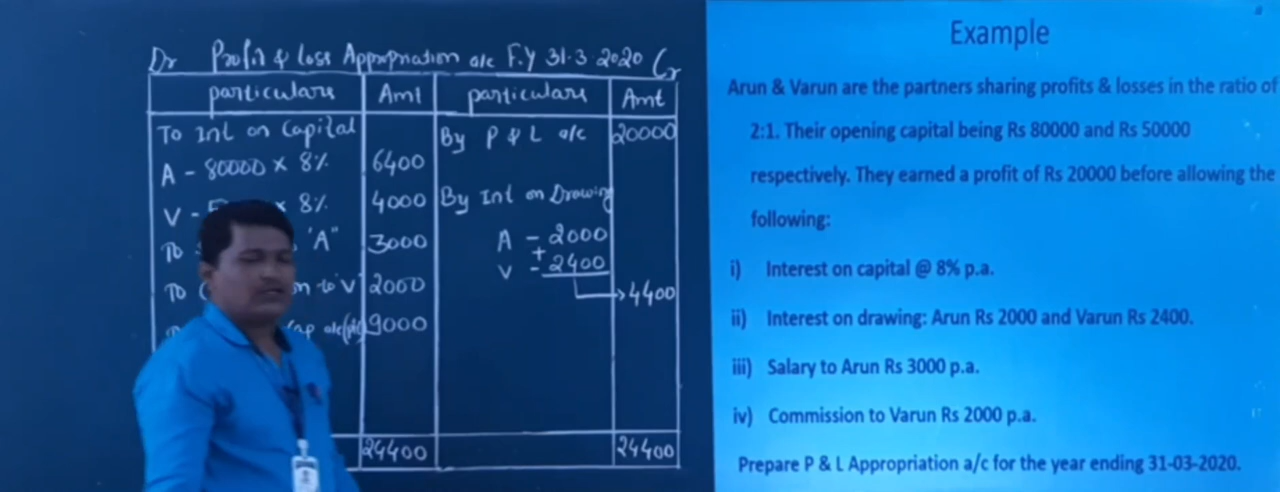 Dr Profit & Loss Appropriation a/c F.Y 31.3.2020 Cr
particulars Amt particulars Amt
To Int on Capital
A - 80000 x 8% 6400
V - x 8% 4000
To "A" 3000
To n to V 2000
Cap a/c 9000
24400
By P & L a/c 20000
By Int on Drawing
A - 2000
+
V - 2400
4400
24400
Example
Arun & Varun are the partners sharing profits & losses in the ratio of
2:1. Their opening capital being Rs 80000 and Rs 50000
respectively. They earned a profit of Rs 20000 before allowing the
following:
i) Interest on capital @ 8% p.a.
ii) Interest on drawing: Arun Rs 2000 and Varun Rs 2400.
iii) Salary to Arun Rs 3000 p.a.
iv) Commission to Varun Rs 2000 p.a.
Prepare P & L Appropriation a/c for the year ending 31-03-2020.